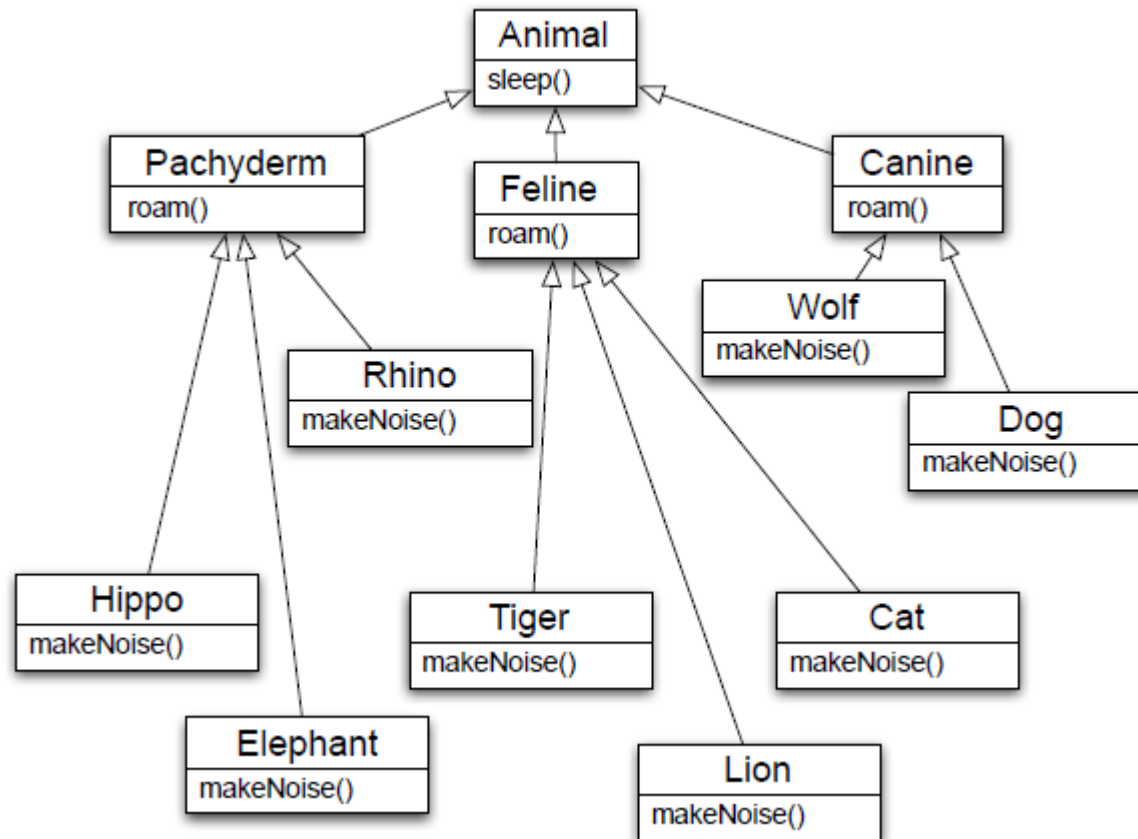 Animal
sleep()
Pachyderm
roam()
Feline
roam()
Canine
roam()
Wolf
makeNoise()
Rhino
makeNoise()
Dog
makeNoise()
Hippo
makeNoise()
Tiger
makeNoise()
Cat
makeNoise()
Elephant
makeNoise()
Lion
makeNoise()